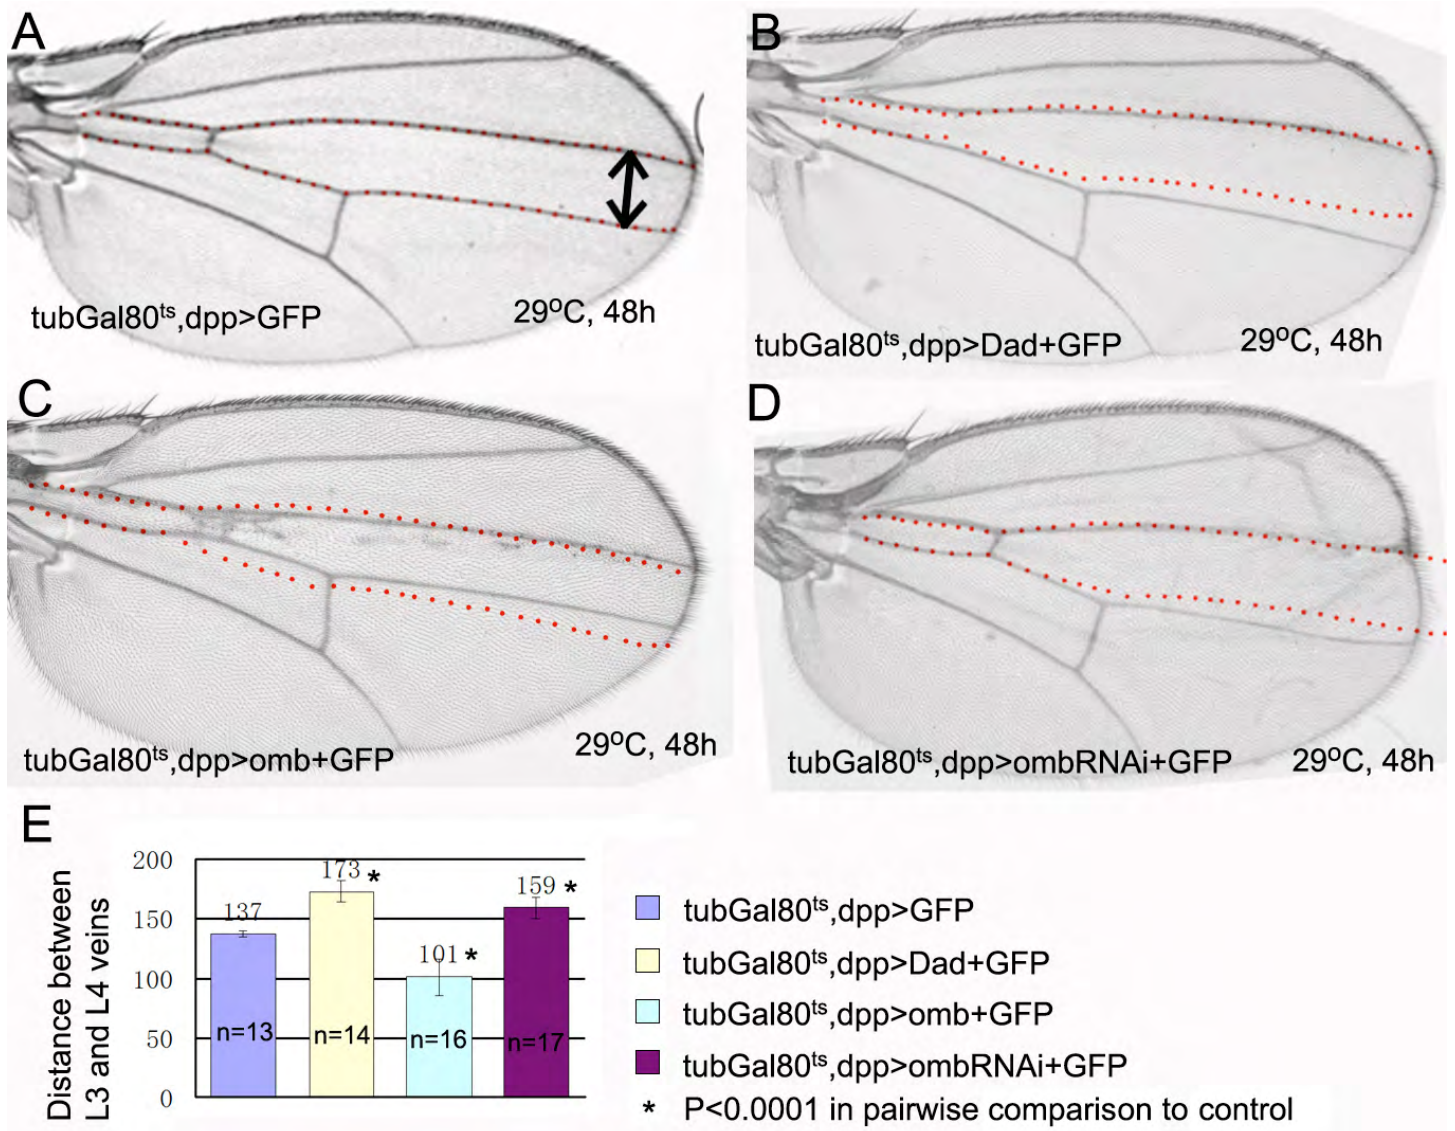 A
tubGal80ts,dpp>GFP
29oC, 48h
B
tubGal80ts,dpp>Dad+GFP
29oC, 48h
C
tubGal80ts,dpp>omb+GFP
29oC, 48h
D
tubGal80ts,dpp>ombRNAi+GFP
29oC, 48h
E
Distance between
L3 and L4 veins
200
150
100
50
0
137
173 *
101 *
159 *
n=13
n=14
n=16
n=17
tubGal80ts,dpp>GFP
tubGal80ts,dpp>Dad+GFP
tubGal80ts,dpp>omb+GFP
tubGal80ts,dpp>ombRNAi+GFP
* P<0.0001 in pairwise comparison to control